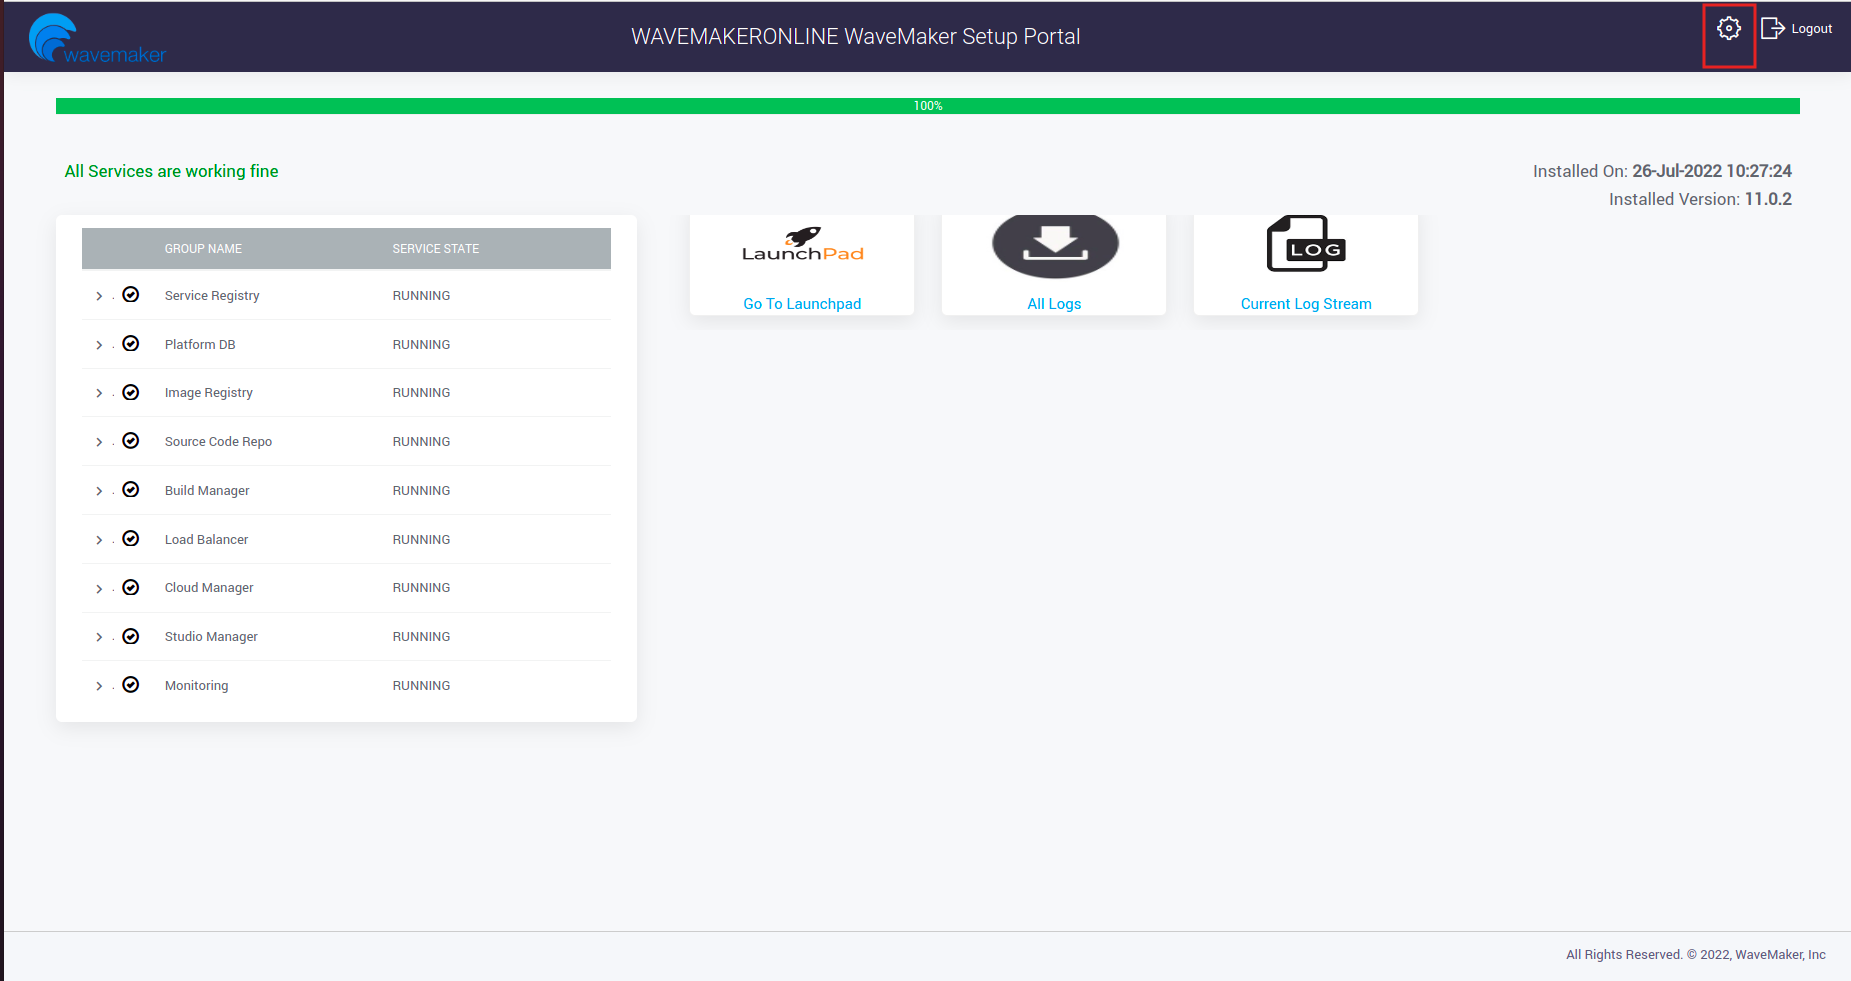 wavemaker
WAVEMAKERONLINE WaveMaker Setup Portal
Logout
100%
All Services are working fine
Installed On: 26-Jul-2022 10:27:24
Installed Version: 11.0.2
GROUP NAME SERVICE STATE
Service Registry RUNNING
Platform DB RUNNING
Image Registry RUNNING
Source Code Repo RUNNING
Build Manager RUNNING
Load Balancer RUNNING
Cloud Manager RUNNING
Studio Manager RUNNING
Monitoring RUNNING
LaunchPad
Go To Launchpad
All Logs
LOG
Current Log Stream
All Rights Reserved. © 2022, WaveMaker, Inc